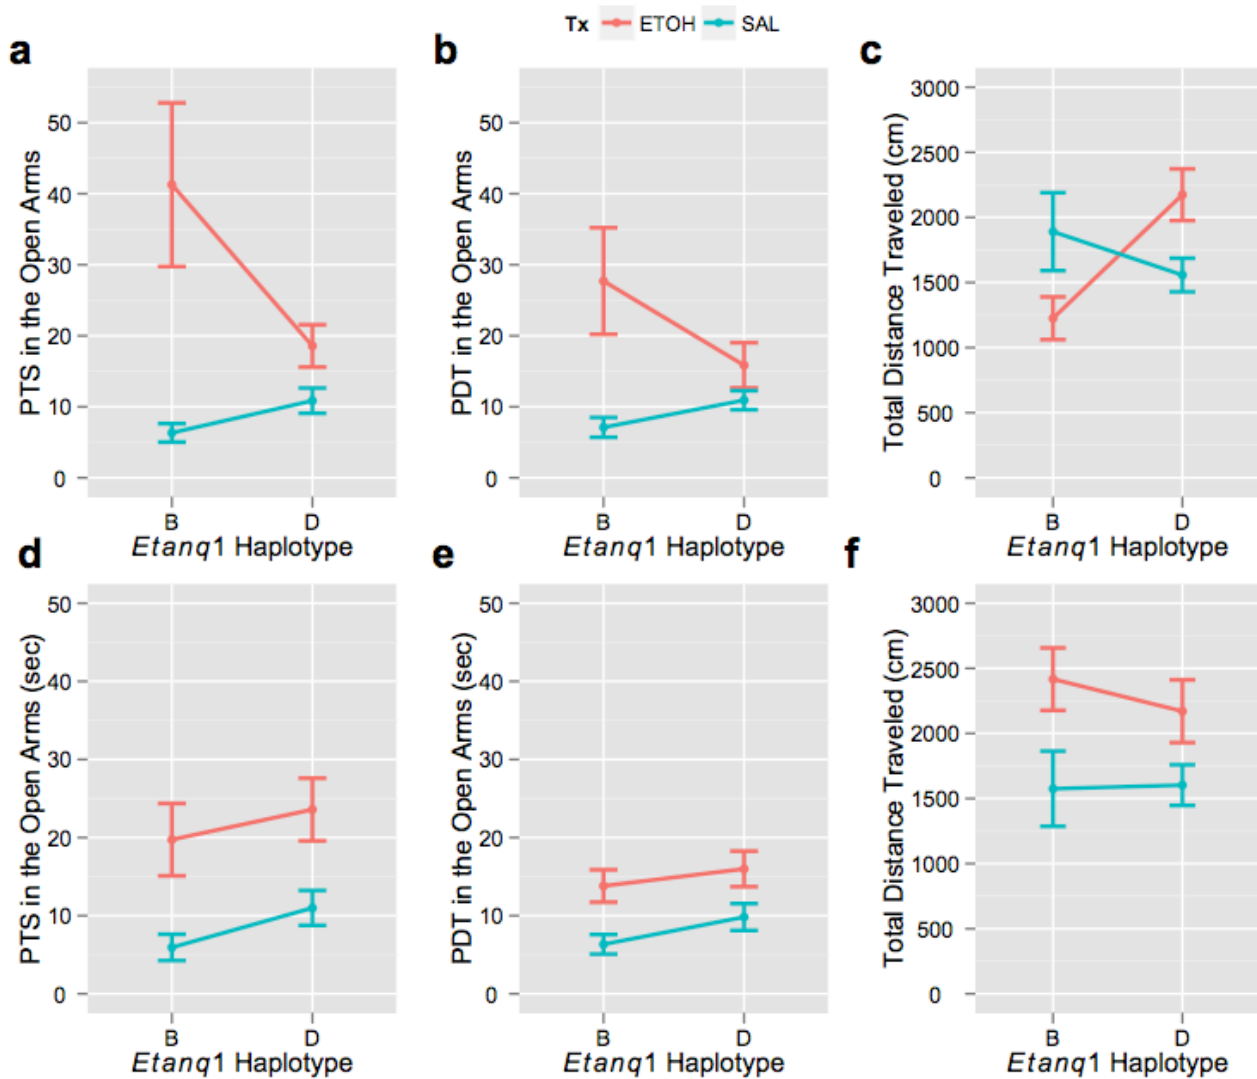 Tx ETOH SAL
a
PTS in the Open Arms
50
40
30
20
10
0
B D
Etanq1 Haplotype
b
PDT in the Open Arms
50
40
30
20
10
0
B D
Etanq1 Haplotype
c
Total Distance Traveled (cm)
3000
2500
2000
1500
1000
500
0
B D
Etanq1 Haplotype
d
PTS in the Open Arms (sec)
50
40
30
20
10
0
B D
Etanq1 Haplotype
e
PDT in the Open Arms (sec)
50
40
30
20
10
0
B D
Etanq1 Haplotype
f
Total Distance Traveled (cm)
3000
2500
2000
1500
1000
500
0
B D
Etanq1 Haplotype